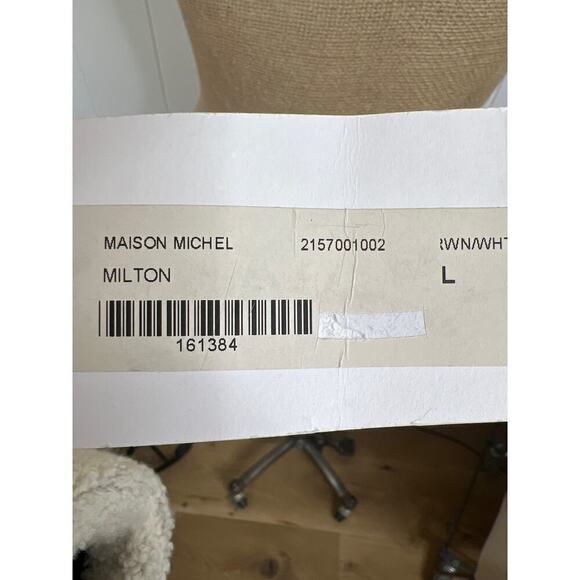 MAISON MICHEL 2157001002 RWN/WHT
MILTON L
161384